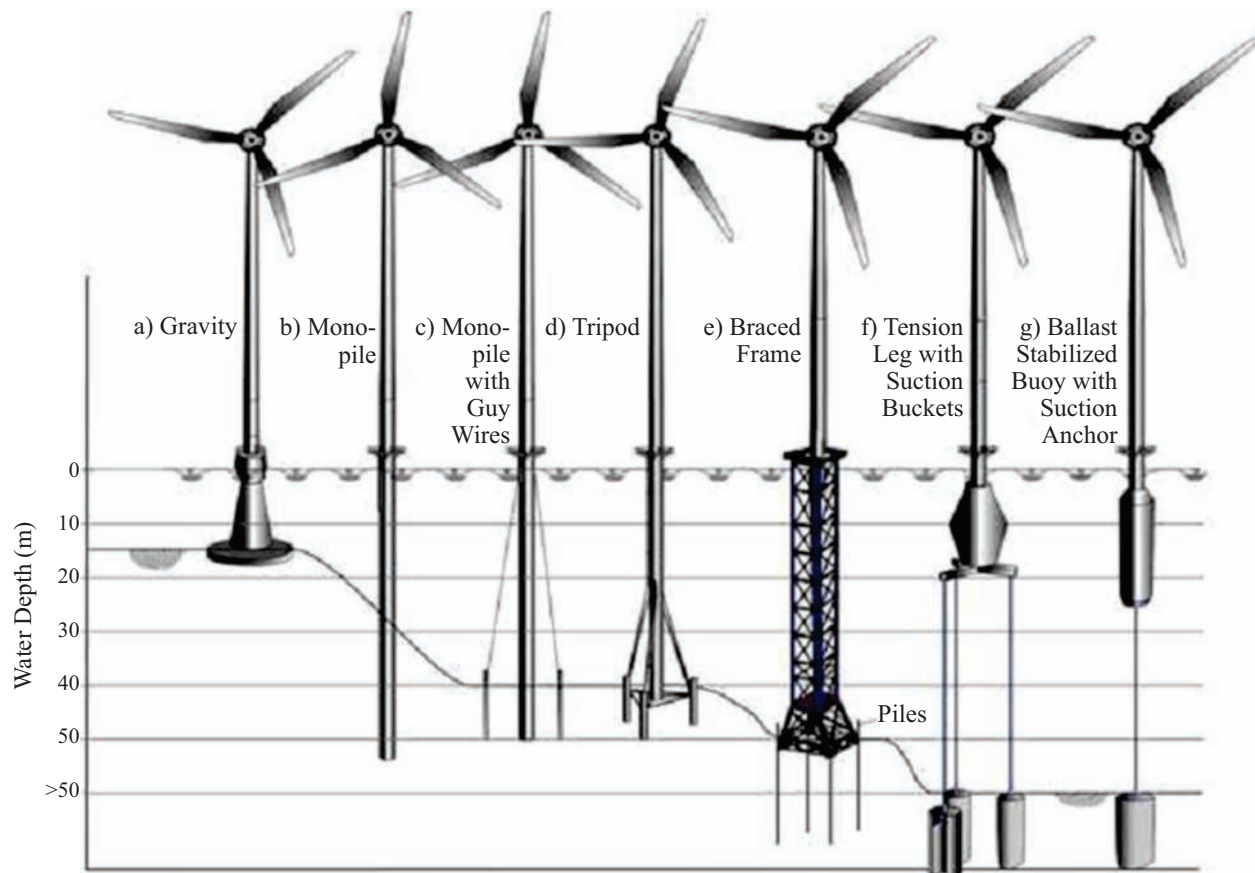 a) Gravity
b) Mono-
pile
c) Mono-
pile
with
Guy
Wires
d) Tripod
e) Braced
Frame
f) Tension
Leg with
Suction
Buckets
g) Ballast
Stabilized
Buoy with
Suction
Anchor
Water Depth (m)
0
10
20
30
40
50
>50
Piles